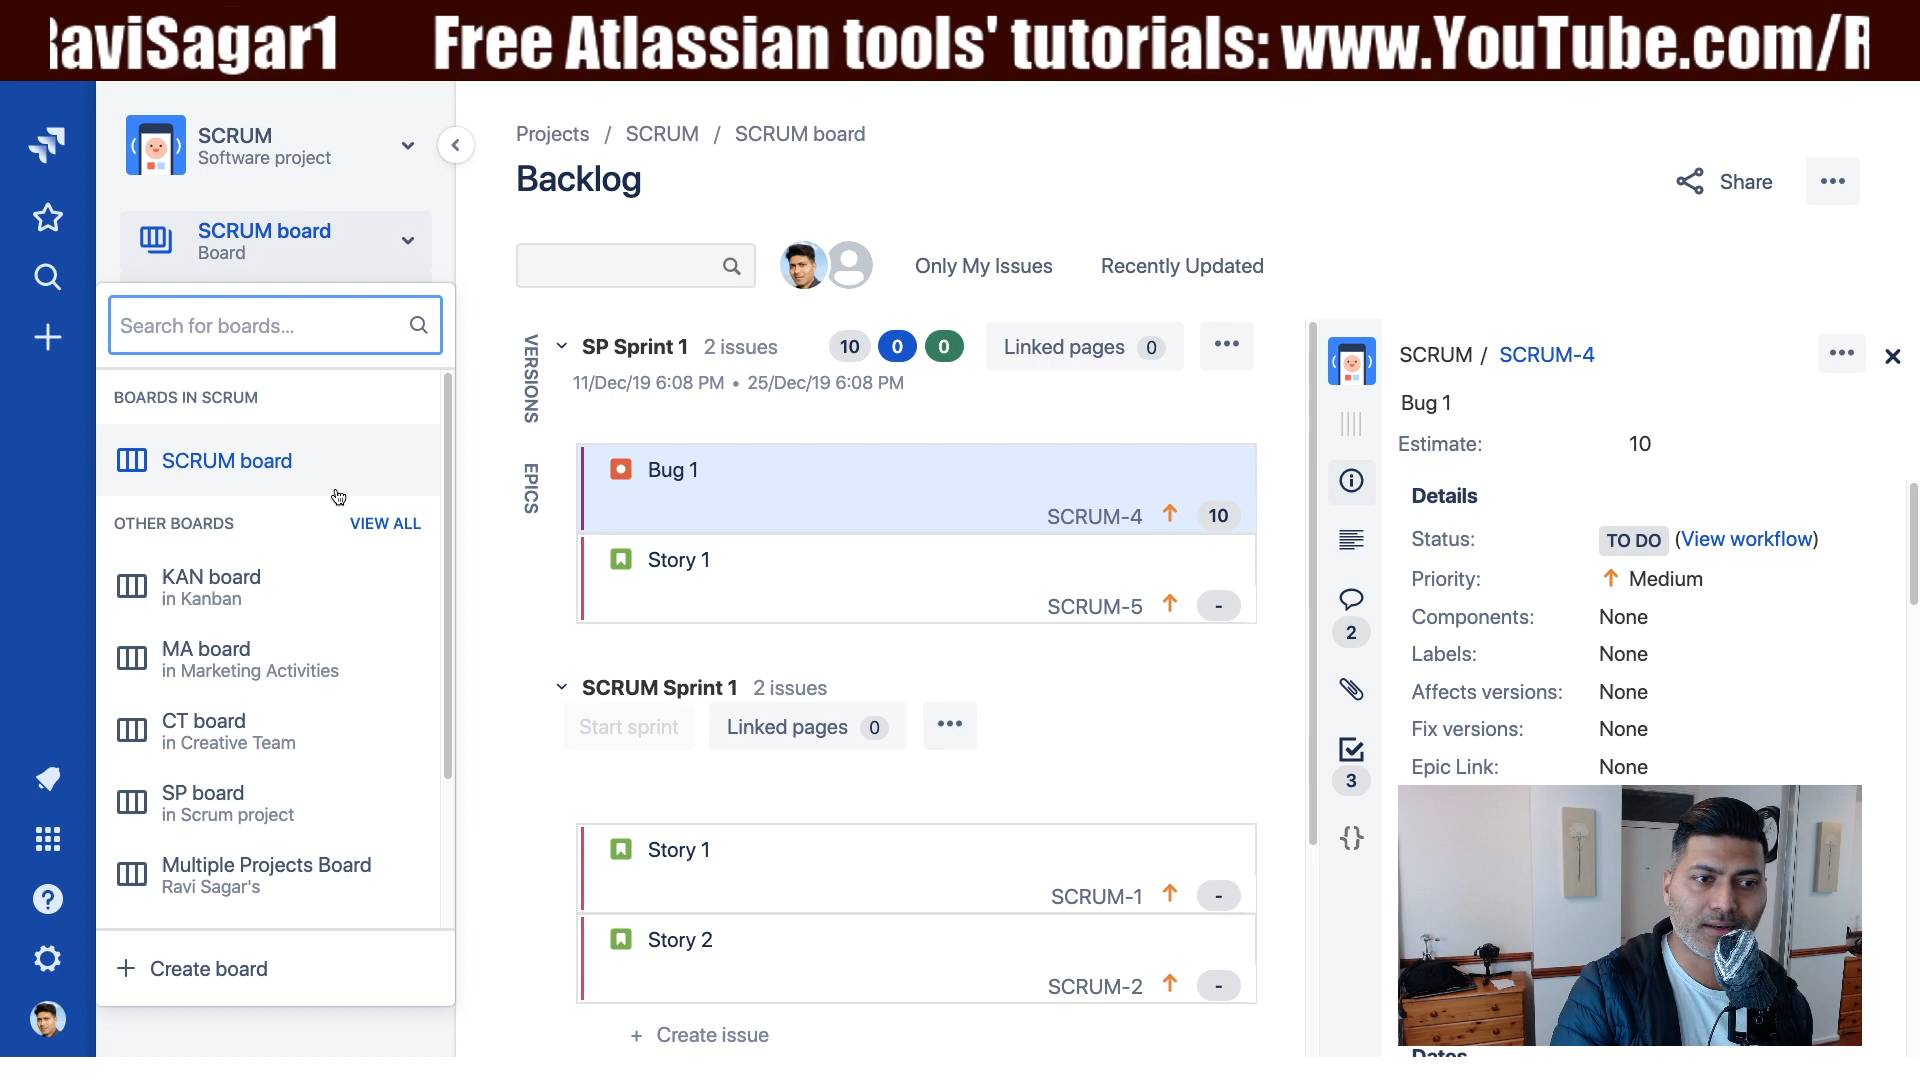 RaviSagar1 Free Atlassian tools' tutorials: www.YouTube.com/R
SCRUM
Software project
SCRUM board
Board
Search for boards...
BOARDS IN SCRUM
SCRUM board
OTHER BOARDS VIEW ALL
KAN board
in Kanban
MA board
in Marketing Activities
CT board
in Creative Team
SP board
in Scrum project
Multiple Projects Board
Ravi Sagar's
+ Create board
Projects / SCRUM / SCRUM board
Backlog
Share
Only My Issues Recently Updated
VERSIONS
EPICS
SP Sprint 1 2 issues 10 0 0 Linked pages 0
11/Dec/19 6:08 PM • 25/Dec/19 6:08 PM
Bug 1
SCRUM-4 10
Story 1
SCRUM-5 -
SCRUM Sprint 1 2 issues
Start sprint Linked pages 0
Story 1
SCRUM-1 -
Story 2
SCRUM-2 -
+ Create issue
2
3
{}
SCRUM / SCRUM-4
Bug 1
Estimate: 10
Details
Status: TO DO (View workflow)
Priority: Medium
Components: None
Labels: None
Affects versions: None
Fix versions: None
Epic Link: None
Dates